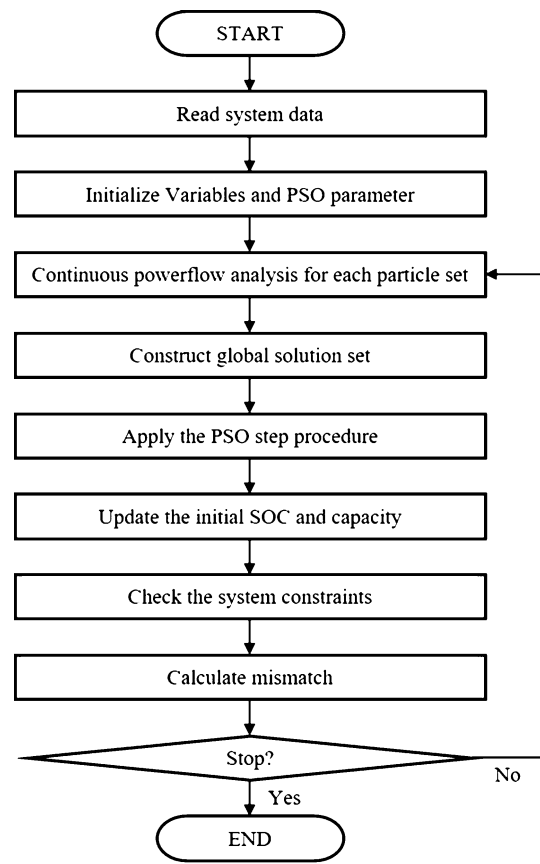 START
Read system data
Initialize Variables and PSO parameter
Continuous powerflow analysis for each particle set
Construct global solution set
Apply the PSO step procedure
Update the initial SOC and capacity
Check the system constraints
Calculate mismatch
Stop?
No
Yes
END